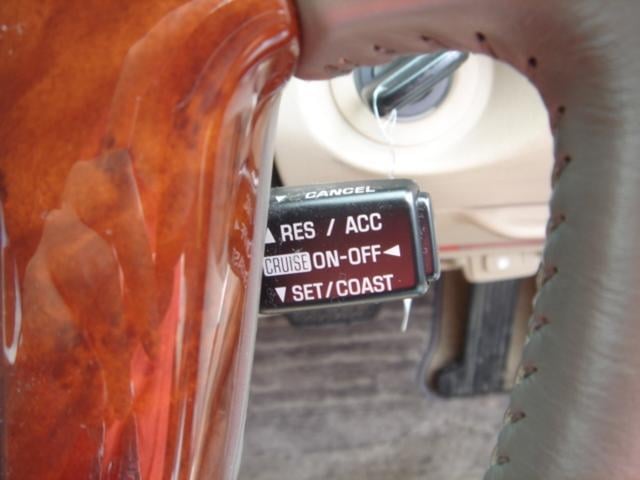 ▼ CANCEL
▲ RES / ACC
CRUISE ON-OFF ◄
▼ SET/COAST